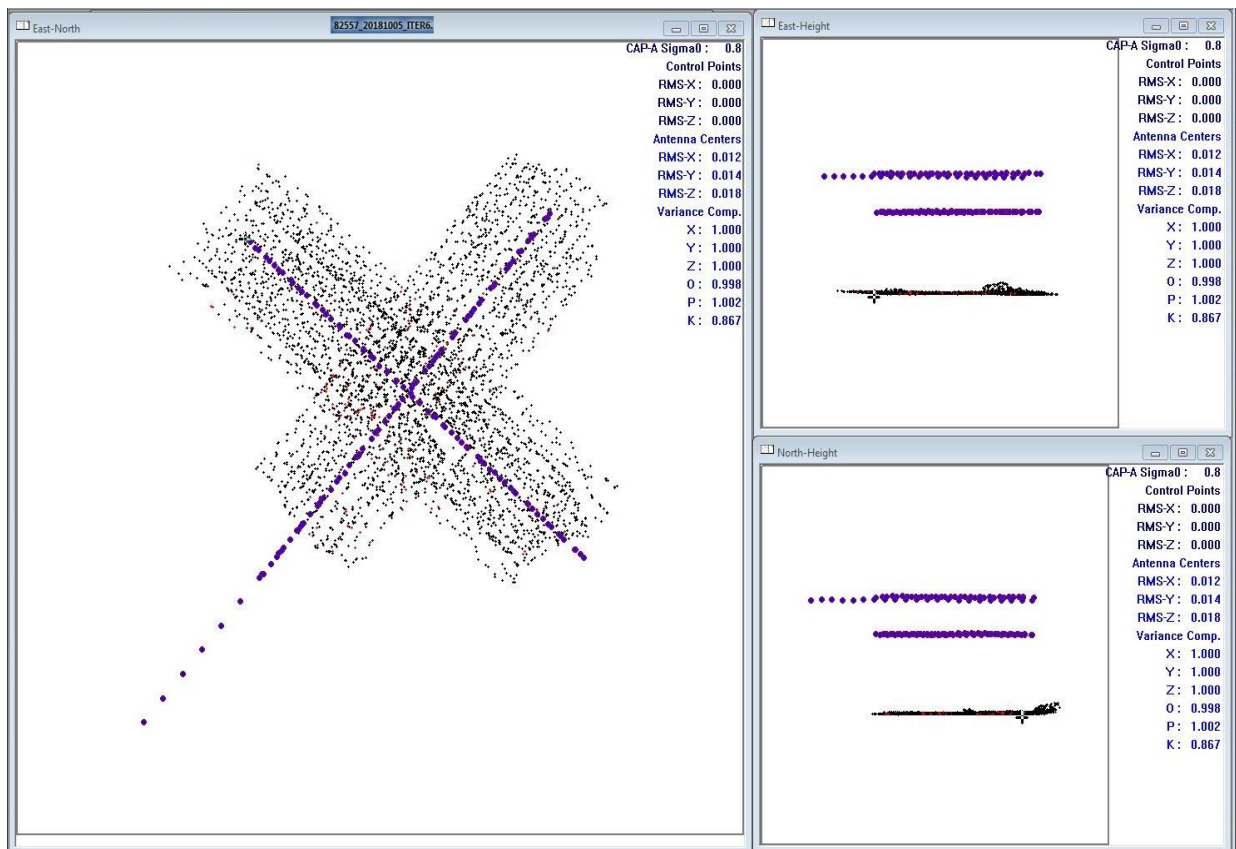 East-North
82557_20181005_ITER6.
CAP-A Sigma0 : 0.8
Control Points
RMS-X : 0.000
RMS-Y : 0.000
RMS-Z : 0.000
Antenna Centers
RMS-X : 0.012
RMS-Y : 0.014
RMS-Z : 0.018
Variance Comp.
X : 1.000
Y : 1.000
Z : 1.000
O : 0.998
P : 1.002
K : 0.867
East-Height
CAP-A Sigma0 : 0.8
Control Points
RMS-X : 0.000
RMS-Y : 0.000
RMS-Z : 0.000
Antenna Centers
RMS-X : 0.012
RMS-Y : 0.014
RMS-Z : 0.018
Variance Comp.
X : 1.000
Y : 1.000
Z : 1.000
O : 0.998
P : 1.002
K : 0.867
North-Height
CAP-A Sigma0 : 0.8
Control Points
RMS-X : 0.000
RMS-Y : 0.000
RMS-Z : 0.000
Antenna Centers
RMS-X : 0.012
RMS-Y : 0.014
RMS-Z : 0.018
Variance Comp.
X : 1.000
Y : 1.000
Z : 1.000
O : 0.998
P : 1.002
K : 0.867